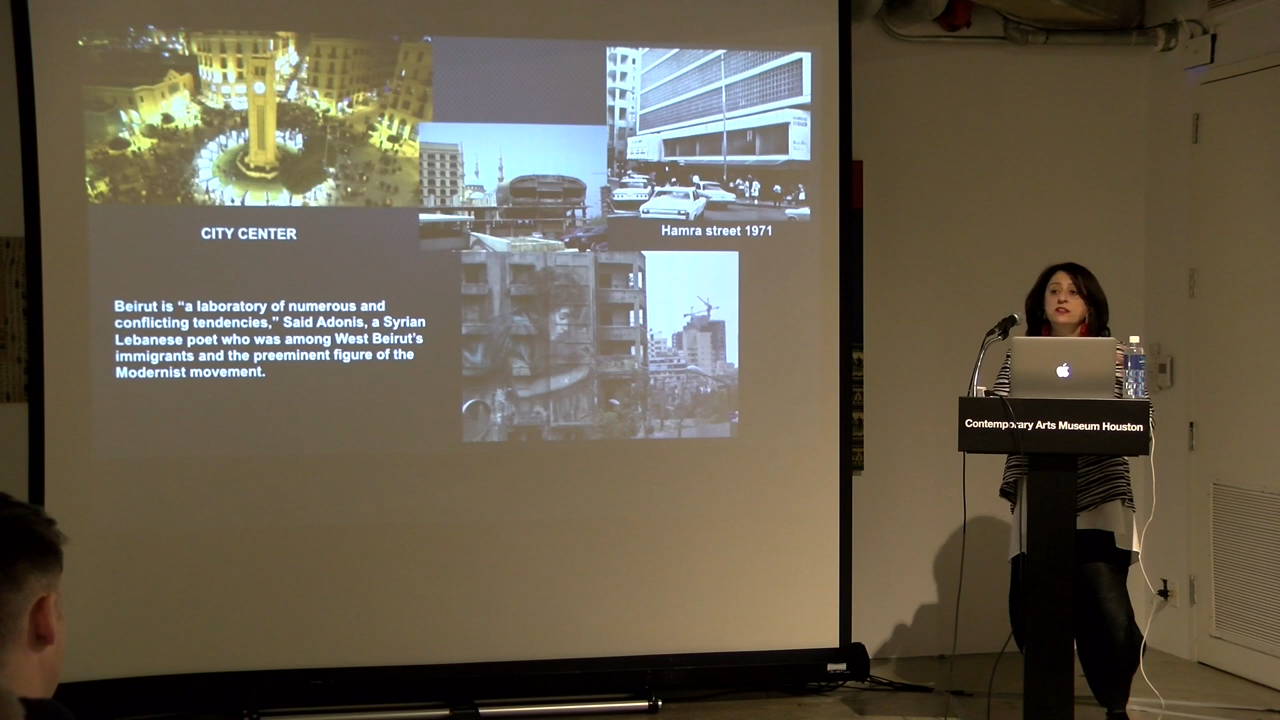 CITY CENTER
Hamra street 1971
Beirut is “a laboratory of numerous and
conflicting tendencies,” Said Adonis, a Syrian
Lebanese poet who was among West Beirut’s
immigrants and the preeminent figure of the
Modernist movement.
Contemporary Arts Museum Houston